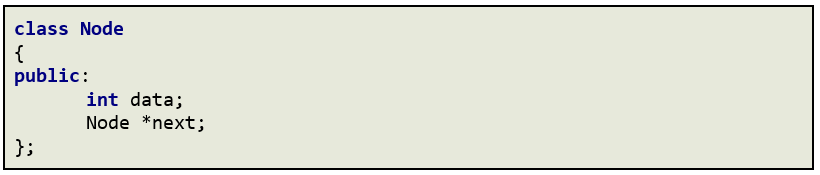 class Node
{
public:
int data;
Node *next;
};